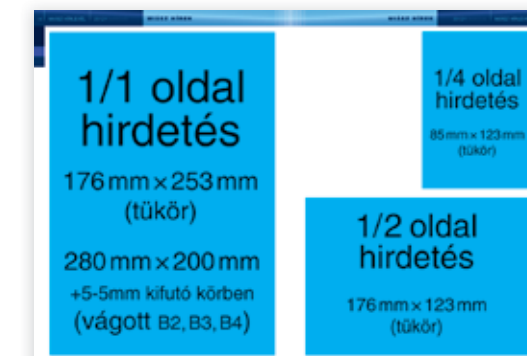 1/1 oldal
hirdetés
176 mm × 253 mm
(tükör)
280 mm × 200 mm
+5-5mm kifutó körben
(vágott B2, B3, B4)
1/4 oldal
hirdetés
85 mm × 123 mm
(tükör)
1/2 oldal
hirdetés
176 mm × 123 mm
(tükör)